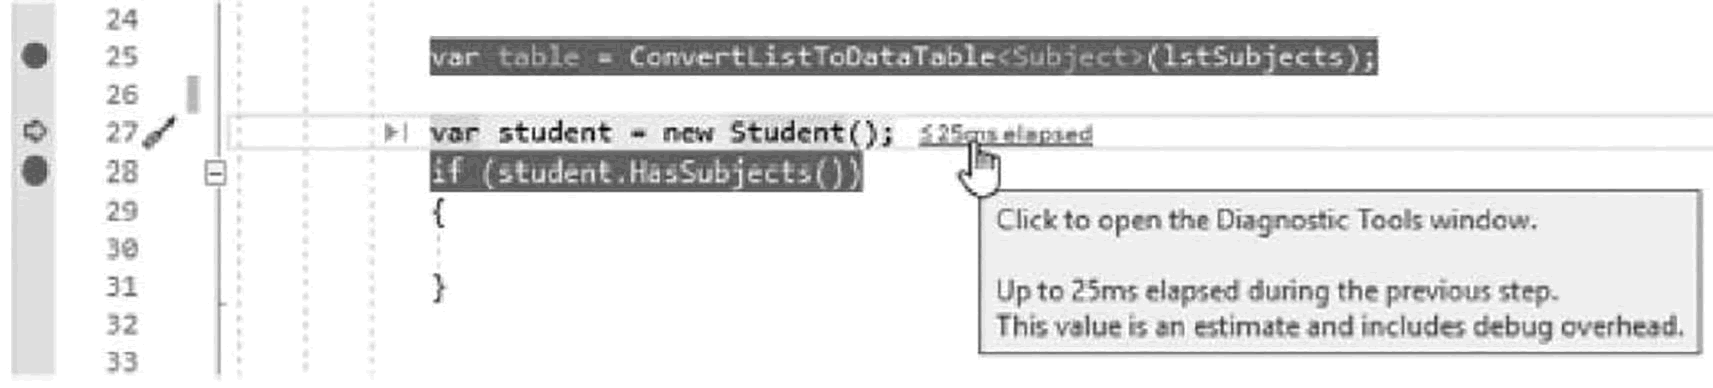 24
25 var table = ConvertListToDataTable<Subject>(lstSubjects);
26
27 var student = new Student(); ≤25ms elapsed
28 if (student.HasSubjects())
29 {
Click to open the Diagnostic Tools window.
30
31 }
Up to 25ms elapsed during the previous step.
32
This value is an estimate and includes debug overhead.
33